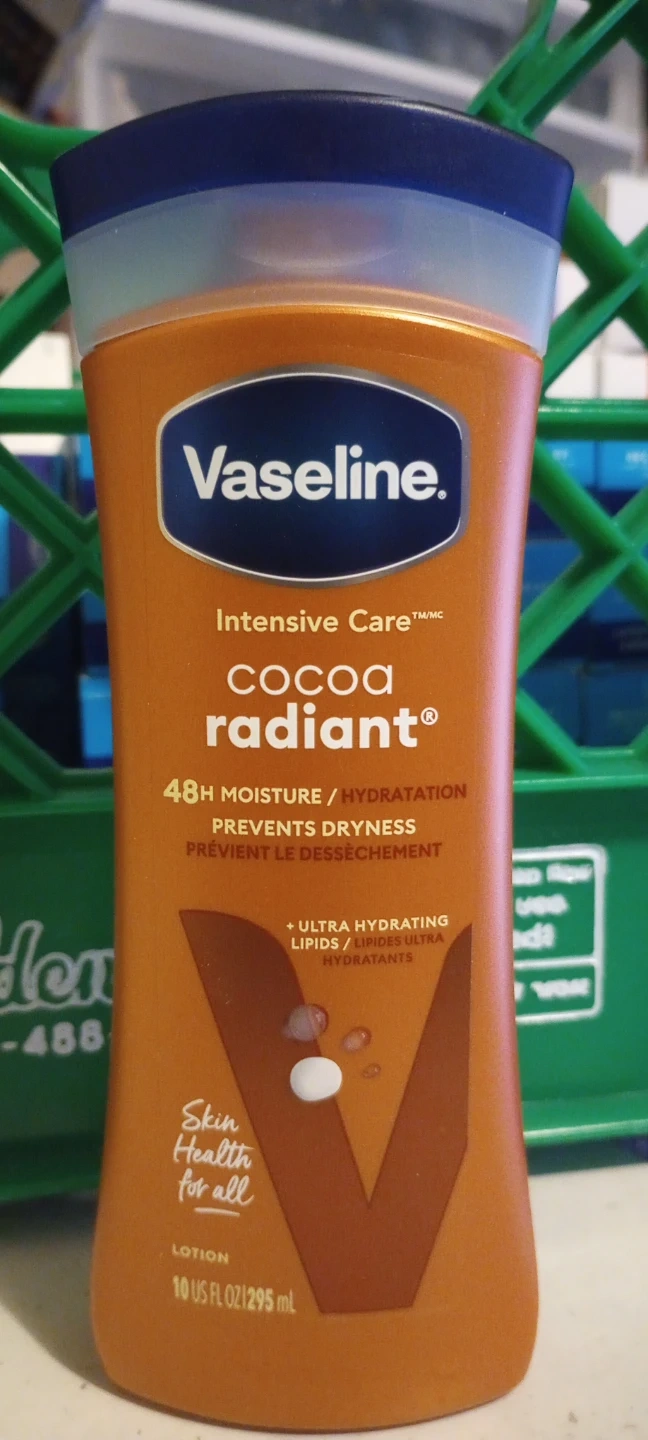 Vaseline®
Intensive Care™/MC
cocoa
radiant®
48H MOISTURE / HYDRATATION
PREVENTS DRYNESS
PRÉVIENT LE DESSÈCHEMENT
+ ULTRA HYDRATING
LIPIDS / LIPIDES ULTRA
HYDRATANTS
Skin
Health
for all
LOTION
10 US FL OZ|295 mL
-488-